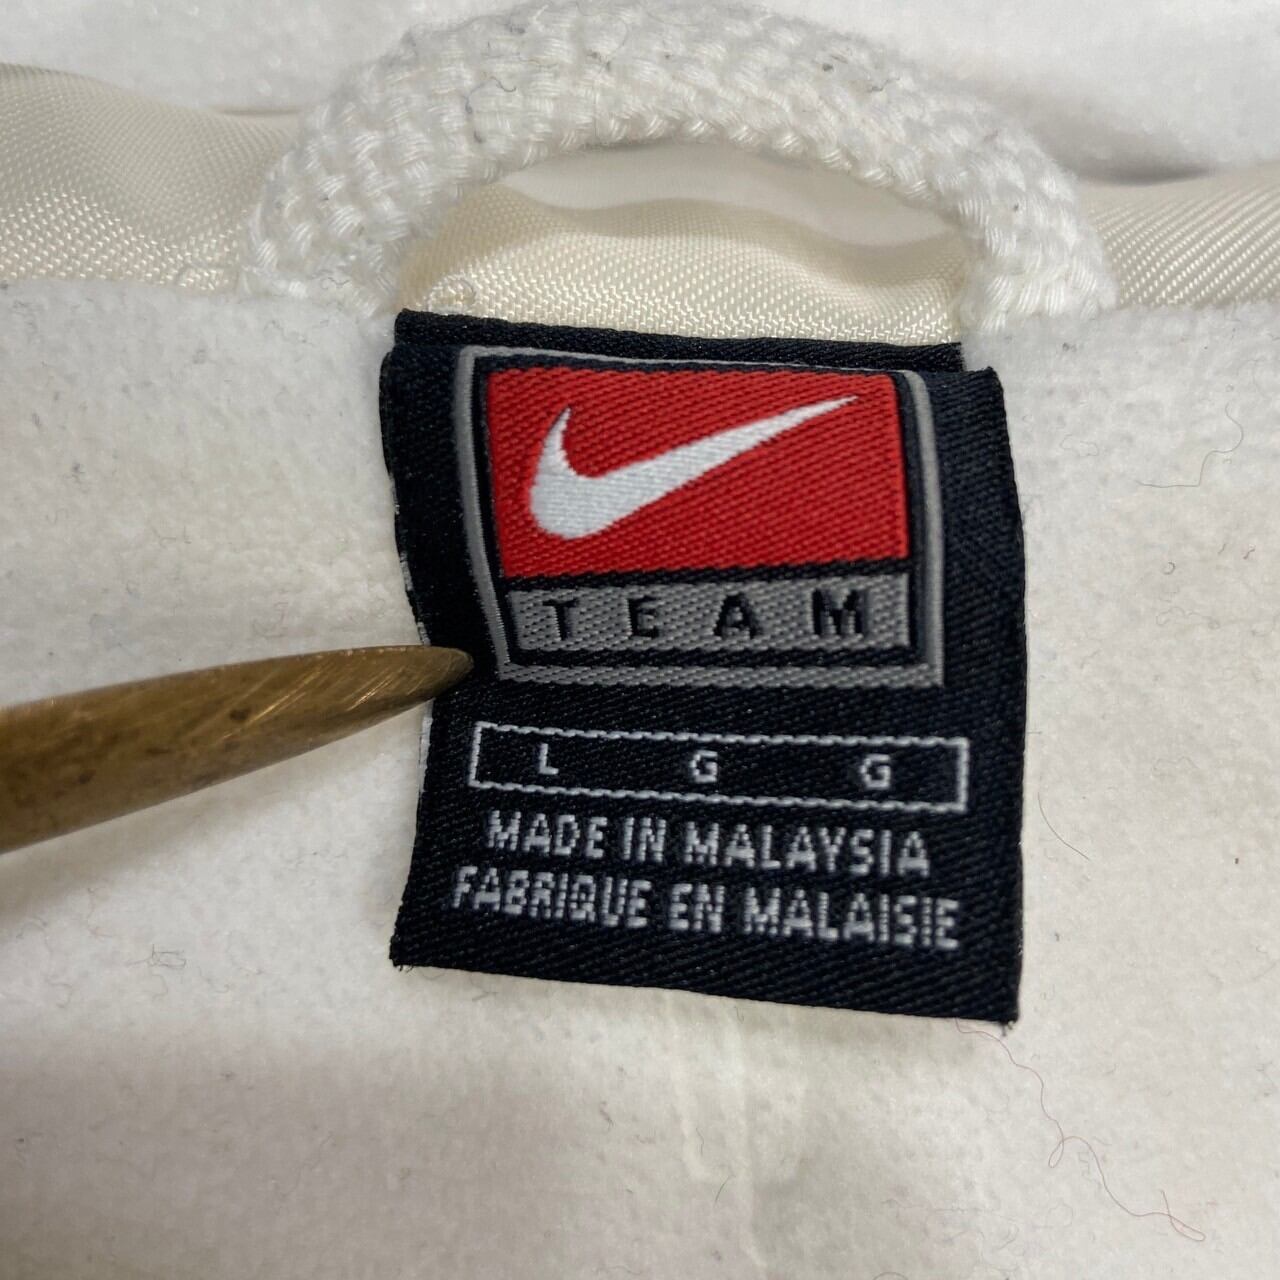 TEAM
L G G
MADE IN MALAYSIA
FABRIQUE EN MALAISIE